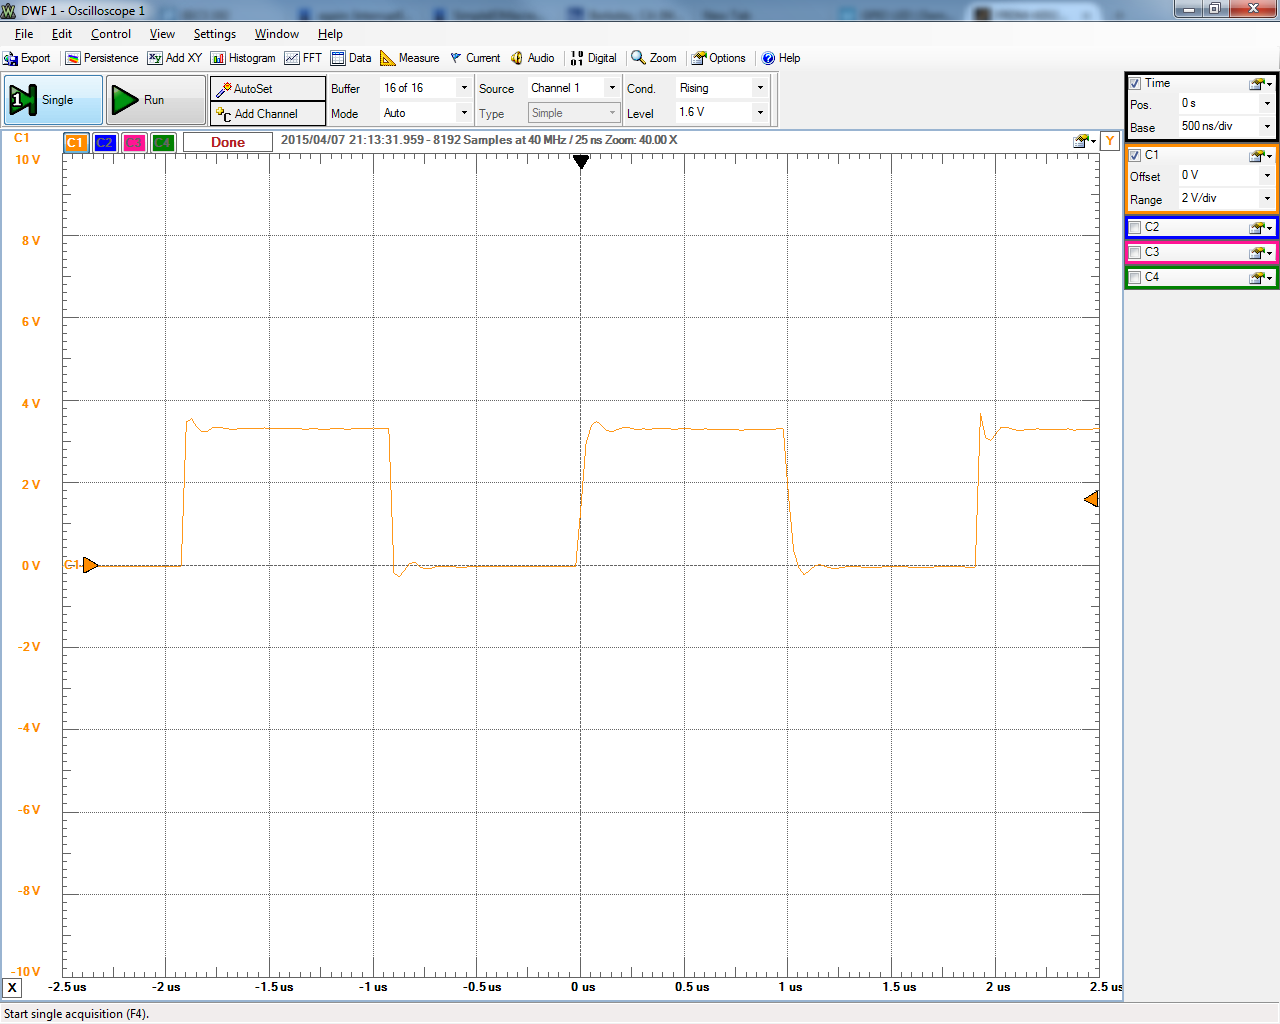 DWF 1 - Oscilloscope 1
File Edit Control View Settings Window Help
Export Persistence Add XY Histogram FFT Data Measure Current Audio Digital Zoom Options Help
Single Run AutoSet Buffer 16 of 16 Source Channel 1 Cond. Rising
Add Channel Mode Auto Type Simple Level 1.6 V
Time
Pos. 0 s
Base 500 ns/div
C1
Offset 0 V
Range 2 V/div
C2
C3
C4
C1 C1 C2 C3 C4 Done 2015/04/07 21:13:31.959 - 8192 Samples at 40 MHz / 25 ns Zoom: 40.00 X Y
10 V
8 V
6 V
4 V
2 V
C1
0 V
-2 V
-4 V
-6 V
-8 V
-10 V
X -2.5 us -2 us -1.5 us -1 us -0.5 us 0 us 0.5 us 1 us 1.5 us 2 us 2.5 us
Start single acquisition (F4).